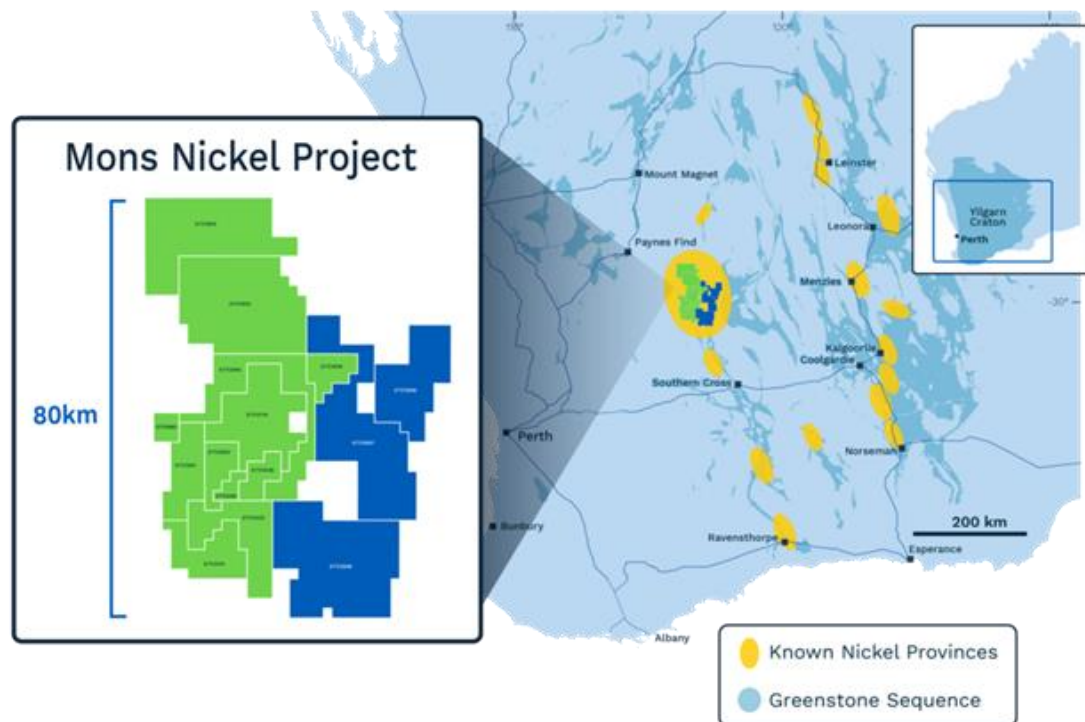 Mons Nickel Project
80km
Mount Magnet
Leinster
Leonora
Paynes Find
Menzies
-30°
Kalgoorlie
Coolgardie
Southern Cross
Perth
Norseman
Bunbury
Ravensthorpe
200 km
Esperance
Albany
Yilgarn
Craton
Perth
Known Nickel Provinces
Greenstone Sequence